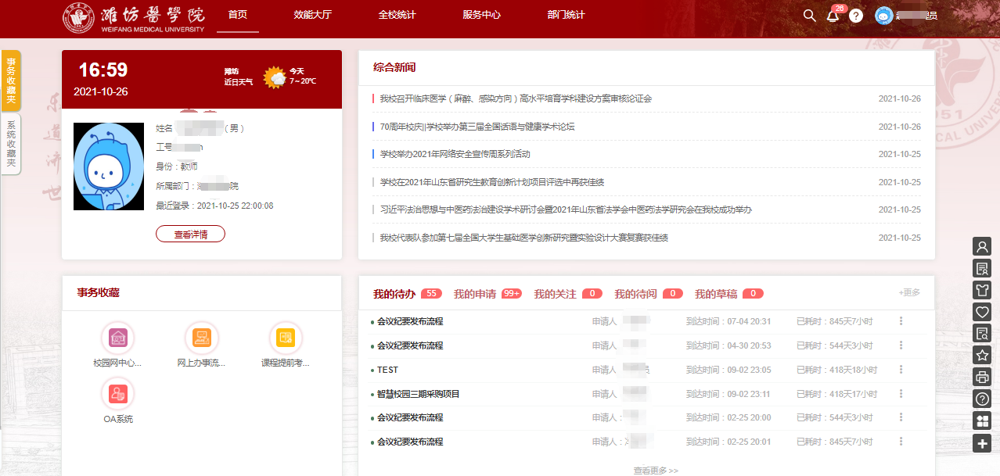 濰坊醫學院
WEIFANG MEDICAL UNIVERSITY
首页
效能大厅
全校统计
服务中心
部门统计
26
员
事务收藏夹
系统收藏夹
16:59
2021-10-26
潍坊
近日天气
今天
7～20℃
姓名
（男）
工号
身份：教师
所属部门：
院
最近登录：2021-10-25 22:00:08
查看详情
综合新闻
我校召开临床医学（麻醉、感染方向）高水平培育学科建设方案审核论证会 2021-10-26
70周年校庆||学校举办第三届全国话语与健康学术论坛 2021-10-26
学校举办2021年网络安全宣传周系列活动 2021-10-25
学校在2021年山东省研究生教育创新计划项目评选中再获佳绩 2021-10-25
习近平法治思想与中医药法治建设学术研讨会暨2021年山东省法学会中医药法学研究会在我校成功举办 2021-10-25
我校代表队参加第七届全国大学生基础医学创新研究暨实验设计大赛复赛获佳绩 2021-10-25
事务收藏
校园网中心...
网上办事流...
课程提前考...
OA系统
我的待办 55 我的申请 99+ 我的关注 0 我的待阅 0 我的草稿 0 +更多
会议纪要发布流程 申请人 到达时间：07-04 20:31 已耗时：845天7小时
会议纪要发布流程 申请人 到达时间：04-30 20:53 已耗时：544天3小时
TEST 申请人 员 到达时间：09-02 23:05 已耗时：418天18小时
智慧校园三期采购项目 申请人 到达时间：09-02 23:11 已耗时：418天17小时
会议纪要发布流程 申请人： 到达时间：02-25 20:00 已耗时：544天3小时
会议纪要发布流程 申请人： 到达时间：02-25 20:01 已耗时：845天7小时
查看更多 >>